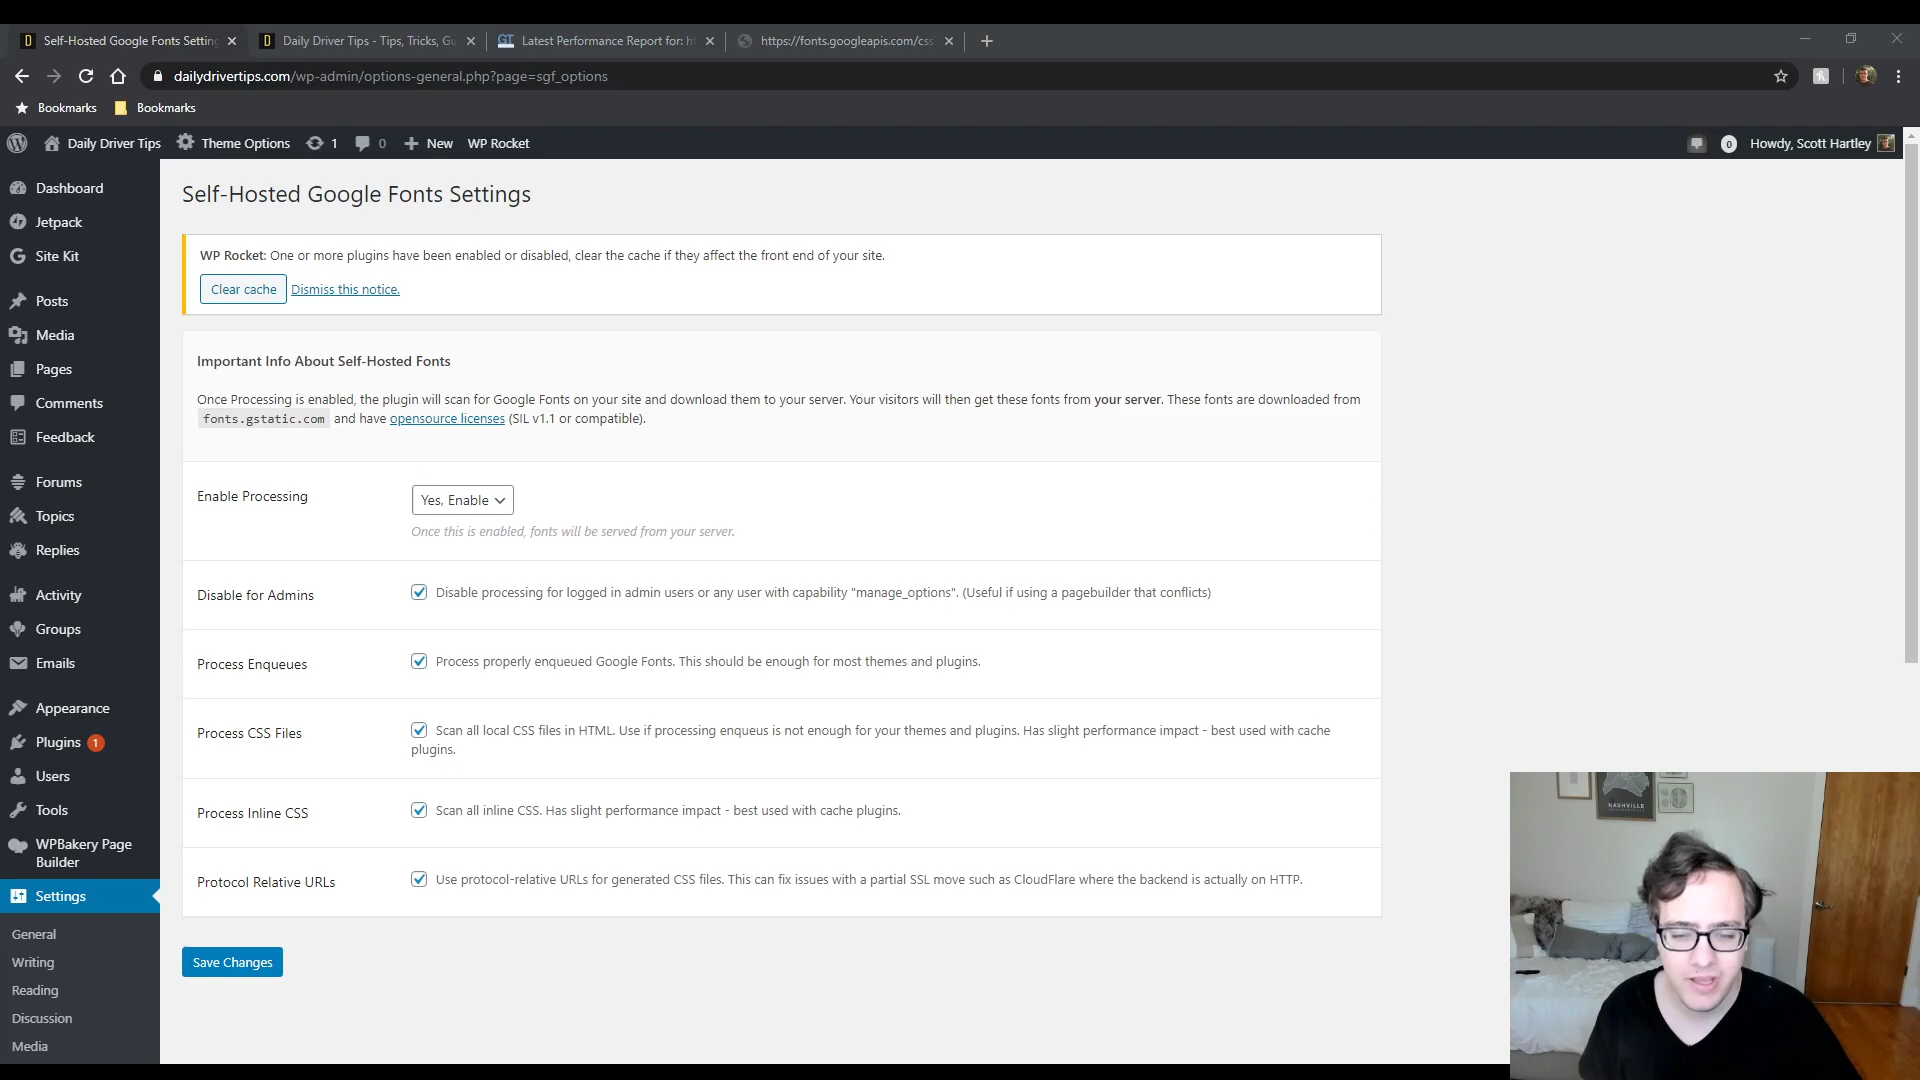 Self-Hosted Google Fonts Settin
Daily Driver Tips - Tips, Tricks, Gu
GT Latest Performance Report for: h
https://fonts.googleapis.com/css
dailydrivertips.com/wp-admin/options-general.php?page=sgf_options
Bookmarks
Bookmarks
Daily Driver Tips
Theme Options
1
0
New
WP Rocket
0
Howdy, Scott Hartley
Dashboard
Jetpack
Site Kit
Posts
Media
Pages
Comments
Feedback
Forums
Topics
Replies
Activity
Groups
Emails
Appearance
Plugins 1
Users
Tools
WPBakery Page
Builder
Settings
General
Writing
Reading
Discussion
Media
Self-Hosted Google Fonts Settings
WP Rocket: One or more plugins have been enabled or disabled, clear the cache if they affect the front end of your site.
Clear cache Dismiss this notice.
Important Info About Self-Hosted Fonts
Once Processing is enabled, the plugin will scan for Google Fonts on your site and download them to your server. Your visitors will then get these fonts from your server. These fonts are downloaded from
fonts.gstatic.com and have opensource licenses (SIL v1.1 or compatible).
Enable Processing
Yes, Enable
Once this is enabled, fonts will be served from your server.
Disable for Admins
Disable processing for logged in admin users or any user with capability "manage_options". (Useful if using a pagebuilder that conflicts)
Process Enqueues
Process properly enqueued Google Fonts. This should be enough for most themes and plugins.
Process CSS Files
Scan all local CSS files in HTML. Use if processing enqueus is not enough for your themes and plugins. Has slight performance impact - best used with cache
plugins.
Process Inline CSS
Scan all inline CSS. Has slight performance impact - best used with cache plugins.
Protocol Relative URLs
Use protocol-relative URLs for generated CSS files. This can fix issues with a partial SSL move such as CloudFlare where the backend is actually on HTTP.
Save Changes
NASHVILLE